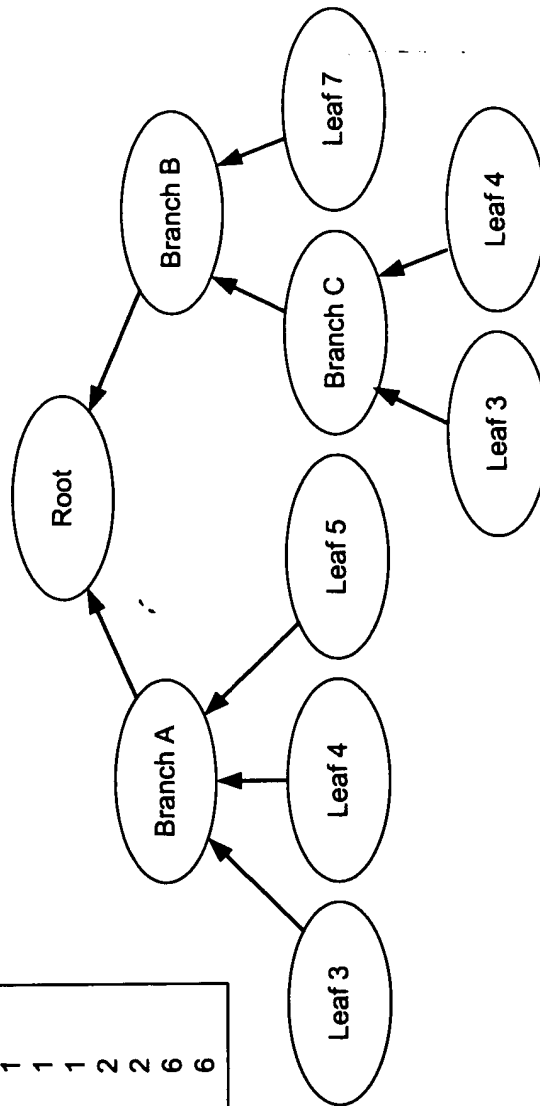 1
1
1
2
2
6
6
Root
Branch A
Branch B
Leaf 3
Leaf 4
Leaf 5
Branch C
Leaf 7
Leaf 3
Leaf 4